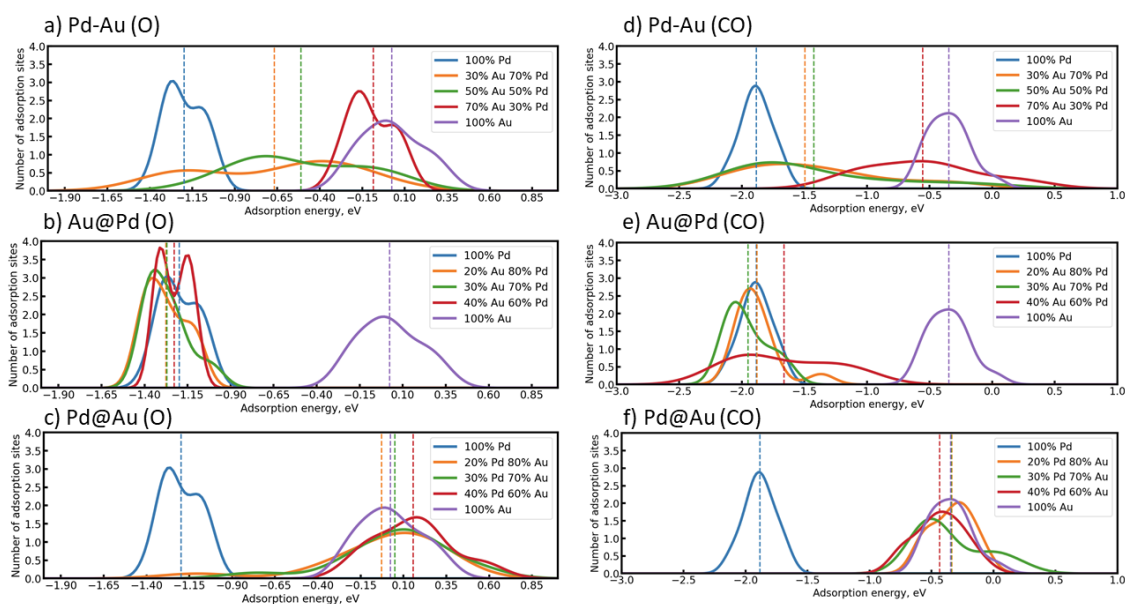 a) Pd-Au (O)
Number of adsorption sites
4.0
3.5
3.0
2.5
2.0
1.5
1.0
0.5
0.0
100% Pd
30% Au 70% Pd
50% Au 50% Pd
70% Au 30% Pd
100% Au
−1.90 −1.65 −1.40 −1.15 −0.90 −0.65 −0.40 −0.15 0.10 0.35 0.60 0.85
Adsorption energy, eV
d) Pd-Au (CO)
Number of adsorption sites
4.0
3.5
3.0
2.5
2.0
1.5
1.0
0.5
0.0
100% Pd
30% Au 70% Pd
50% Au 50% Pd
70% Au 30% Pd
100% Au
−3.0 −2.5 −2.0 −1.5 −1.0 −0.5 0.0 0.5 1.0
Adsorption energy, eV
b) Au@Pd (O)
Number of adsorption sites
4.0
3.5
3.0
2.5
2.0
1.5
1.0
0.5
0.0
100% Pd
20% Au 80% Pd
30% Au 70% Pd
40% Au 60% Pd
100% Au
−1.90 −1.65 −1.40 −1.15 −0.90 −0.65 −0.40 −0.15 0.10 0.35 0.60 0.85
Adsorption energy, eV
e) Au@Pd (CO)
Number of adsorption sites
4.0
3.5
3.0
2.5
2.0
1.5
1.0
0.5
0.0
100% Pd
20% Au 80% Pd
30% Au 70% Pd
40% Au 60% Pd
100% Au
−3.0 −2.5 −2.0 −1.5 −1.0 −0.5 0.0 0.5 1.0
Adsorption energy, eV
c) Pd@Au (O)
Number of adsorption sites
4.0
3.5
3.0
2.5
2.0
1.5
1.0
0.5
0.0
100% Pd
20% Pd 80% Au
30% Pd 70% Au
40% Pd 60% Au
100% Au
−1.90 −1.65 −1.40 −1.15 −0.90 −0.65 −0.40 −0.15 0.10 0.35 0.60 0.85
Adsorption energy, eV
f) Pd@Au (CO)
Number of adsorption sites
4.0
3.5
3.0
2.5
2.0
1.5
1.0
0.5
0.0
100% Pd
20% Pd 80% Au
30% Pd 70% Au
40% Pd 60% Au
100% Au
−3.0 −2.5 −2.0 −1.5 −1.0 −0.5 0.0 0.5 1.0
Adsorption energy, eV